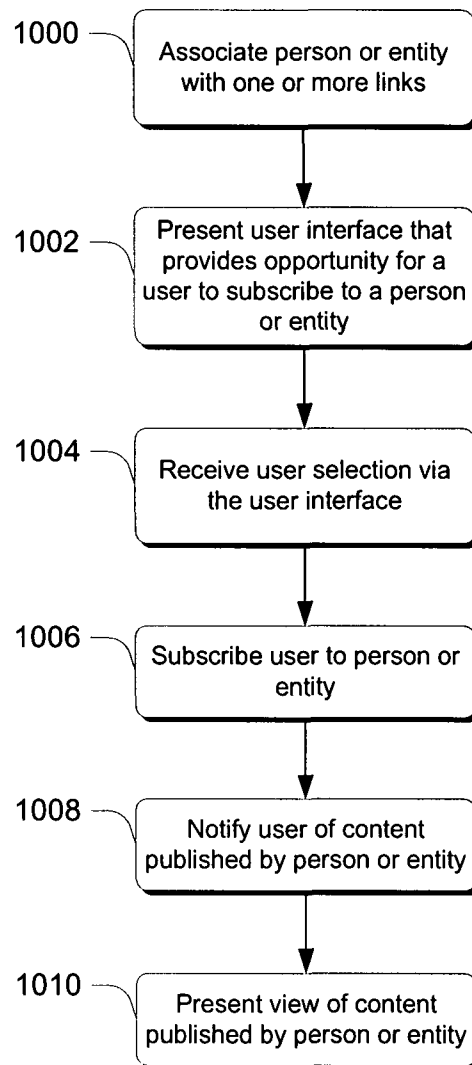 1000
Associate person or entity
with one or more links
1002
Present user interface that
provides opportunity for a
user to subscribe to a person
or entity
1004
Receive user selection via
the user interface
1006
Subscribe user to person or
entity
1008
Notify user of content
published by person or entity
1010
Present view of content
published by person or entity